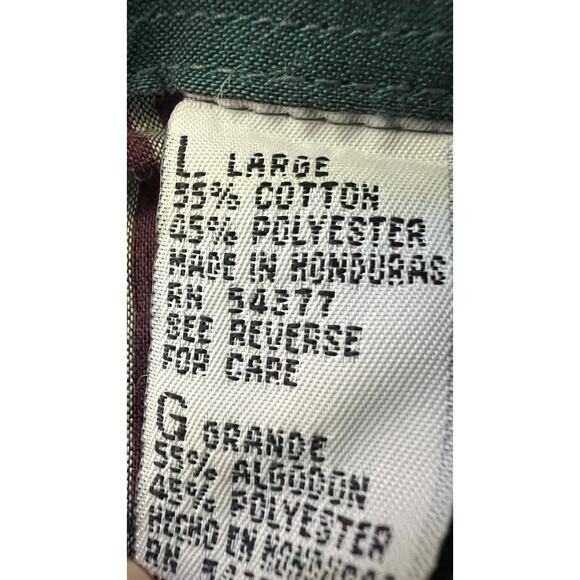 L LARGE
55% COTTON
45% POLYESTER
MADE IN HONDURAS
RN 54377
SEE REVERSE
FOR CARE
G GRANDE
55% ALGODON
45% POLYESTER
HECHO EN HONDURAS
RN